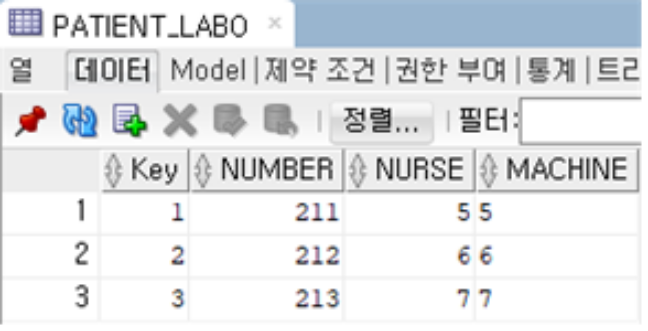 PATIENT_LABO ×
열 데이터 Model|제약 조건|권한 부여|통계|트리
정렬... 필터:
Key NUMBER NURSE MACHINE
1 1 211 5 5
2 2 212 6 6
3 3 213 7 7